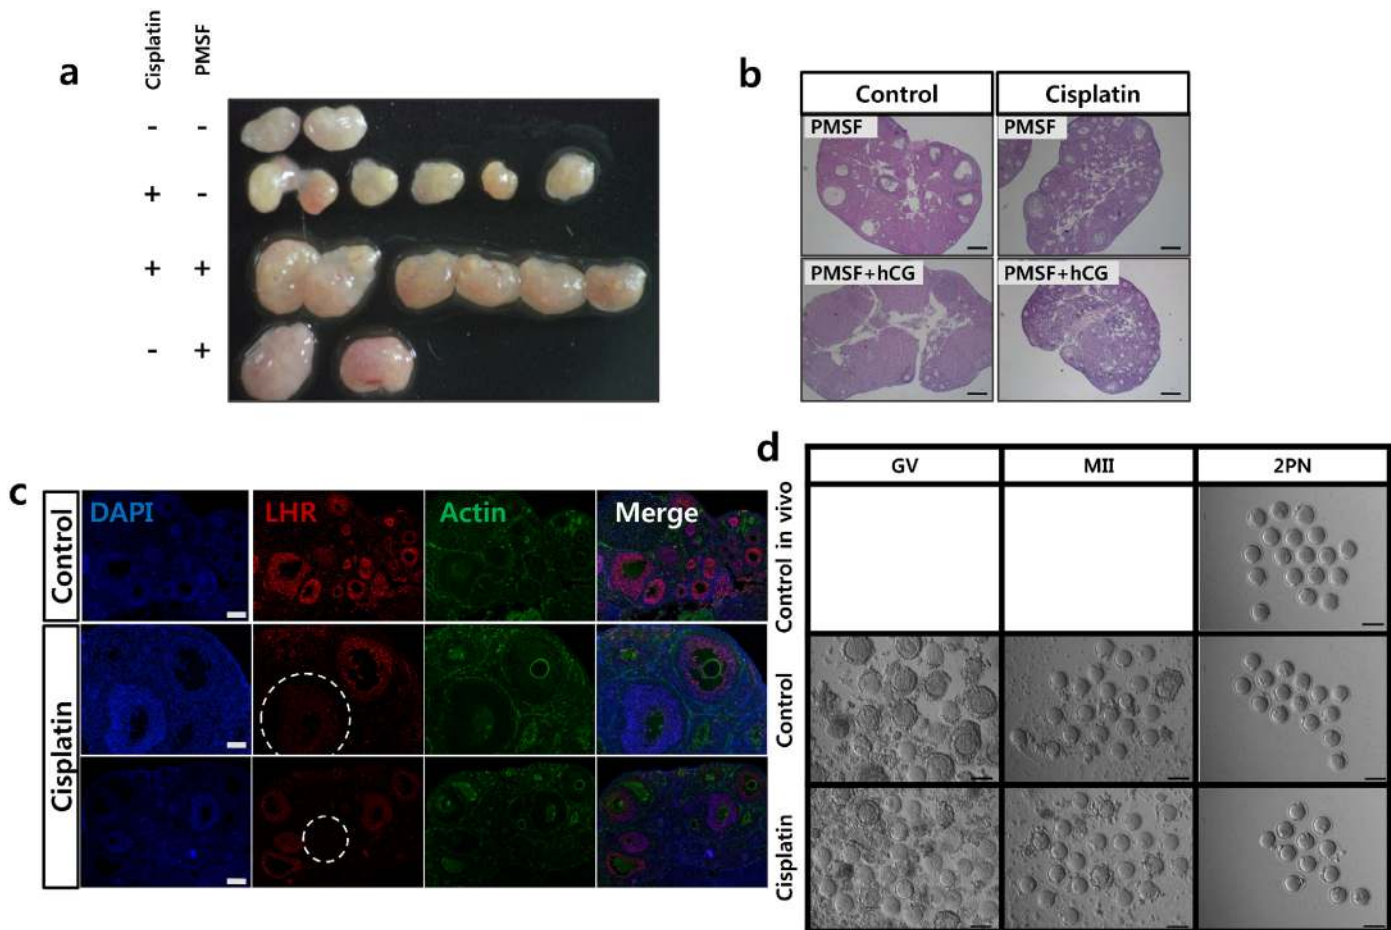 a
Cisplatin
PMSF
- -
+ -
+ +
- +
b
Control Cisplatin
PMSF PMSF
PMSF+hCG PMSF+hCG
c
Control
DAPI LHR Actin Merge
Cisplatin
d
GV MII 2PN
Control in vivo
Control
Cisplatin